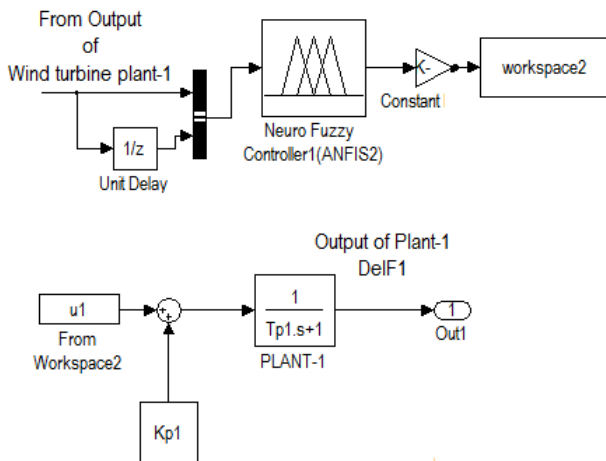 From Output
of
Wind turbine plant-1
1/z
Unit Delay
Neuro Fuzzy
Controller1(ANFIS2)
K-
Constant
workspace2
Output of Plant-1
DelF1
u1
From
Workspace2
++
1
Tp1.s+1
PLANT-1
1
Out1
Kp1